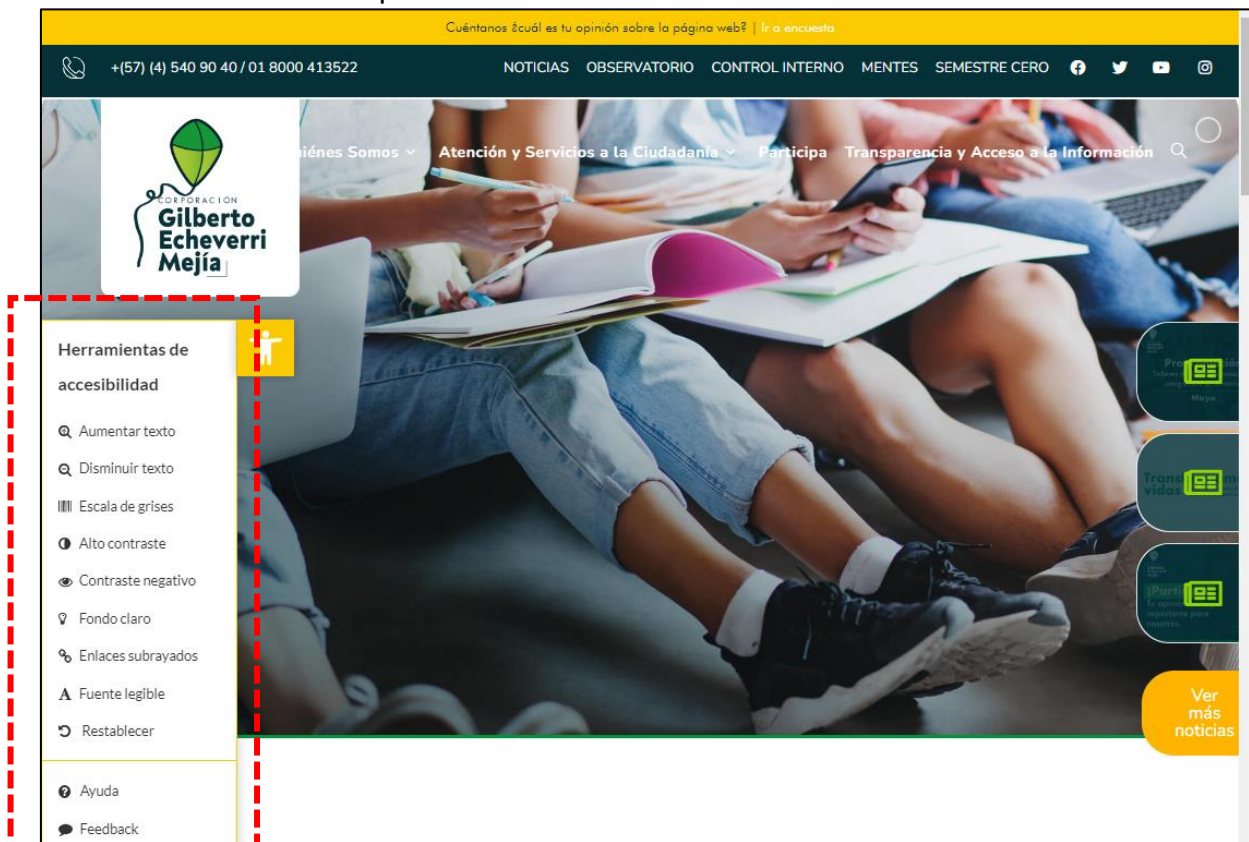 Cuéntanos ¿cuál es tu opinión sobre la página web? | Ir a encuesta
+(57) (4) 540 90 40 / 01 8000 413522
NOTICIAS OBSERVATORIO CONTROL INTERNO MENTES SEMESTRE CERO
iénes Somos Atención y Servicios a la Ciudadanía Participa Transparencia y Acceso a la Información
CORPORACIÓN
Gilberto
Echeverri
Mejía
Herramientas de
accesibilidad
Aumentar texto
Disminuir texto
Escala de grises
Alto contraste
Contraste negativo
Fondo claro
Enlaces subrayados
A Fuente legible
Restablecer
Ayuda
Feedback
Mayo
vidas
Ver
más
noticias